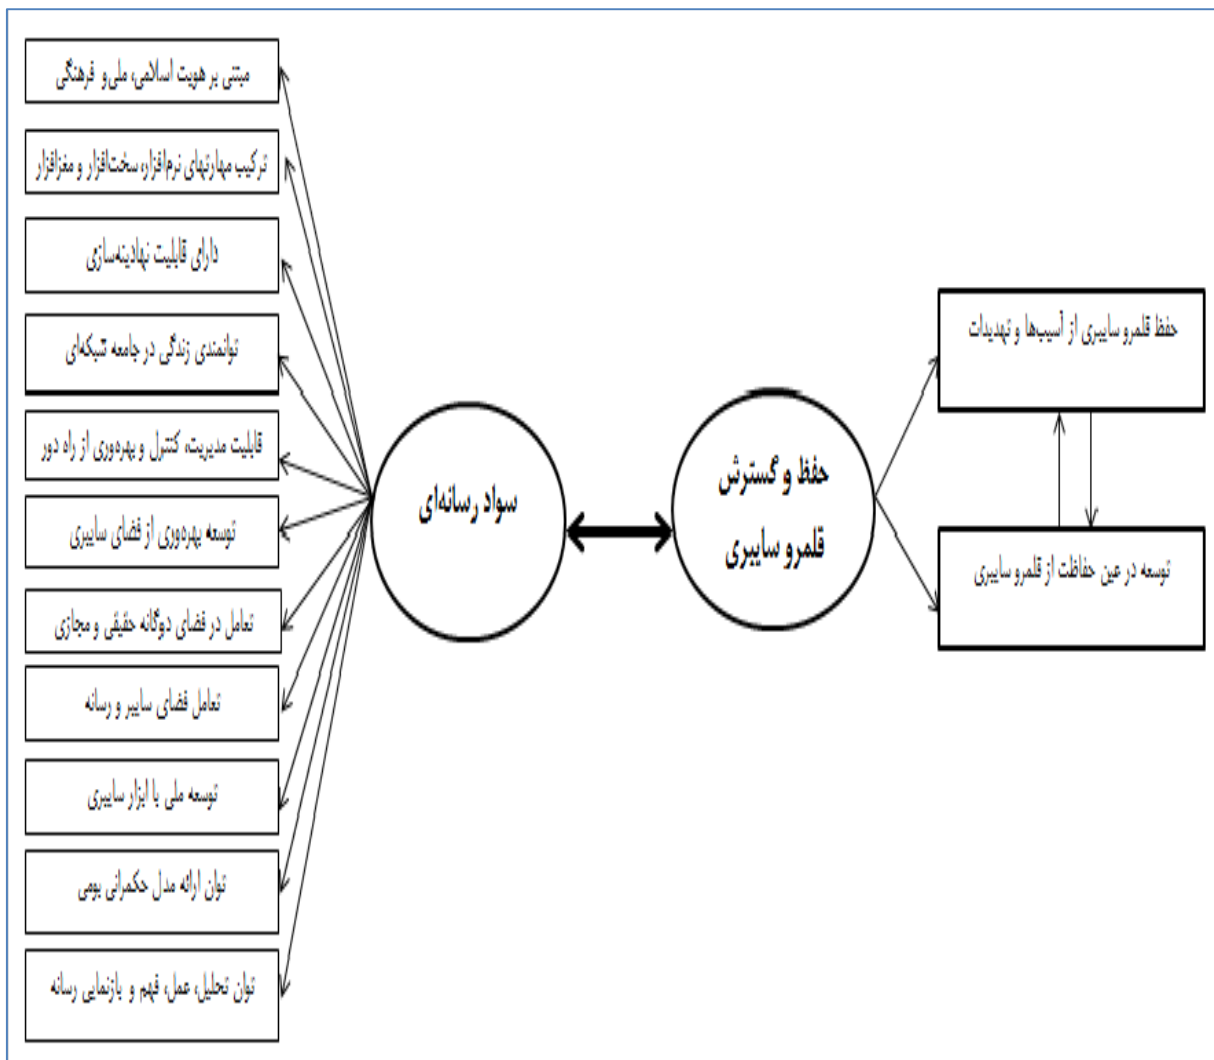 مبتنی بر هویت اسلامی، ملی‌و فرهنگی
ترکیب مهارتهای نرم‌افزار، سخت‌افزار و مغزافزار
دارای قابلیت نهادینه‌سازی
توانمندی زندگی در جامعه شبکه‌ای
قابلیت مدیریت، کنترل و بهره‌وری از راه دور
توسعه بهره‌وری از فضای سایبری
تعامل در فضای دوگانه حقیقی و مجازی
تعامل فضای سایبر و رسانه
توسعه ملی با ابزار سایبری
توان ارائه مدل حکمرانی بومی
توان تحلیل، عمل، فهم و بازنمایی رسانه
سواد رسانه‌ای
حفظ و گسترش
قلمرو سایبری
حفظ قلمرو سایبری از آسیب‌ها و تهدیدات
توسعه در عین حفاظت از قلمرو سایبری